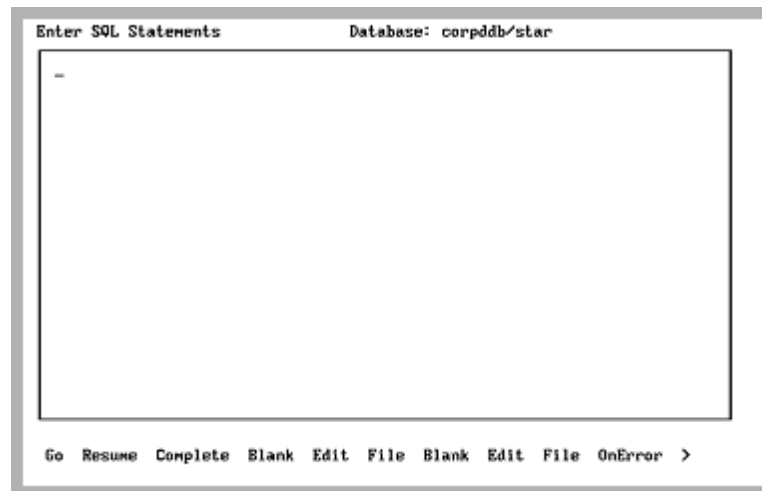 Enter SQL Statements Database: corpddb/star
_
Go Resume Complete Blank Edit File Blank Edit File OnError >